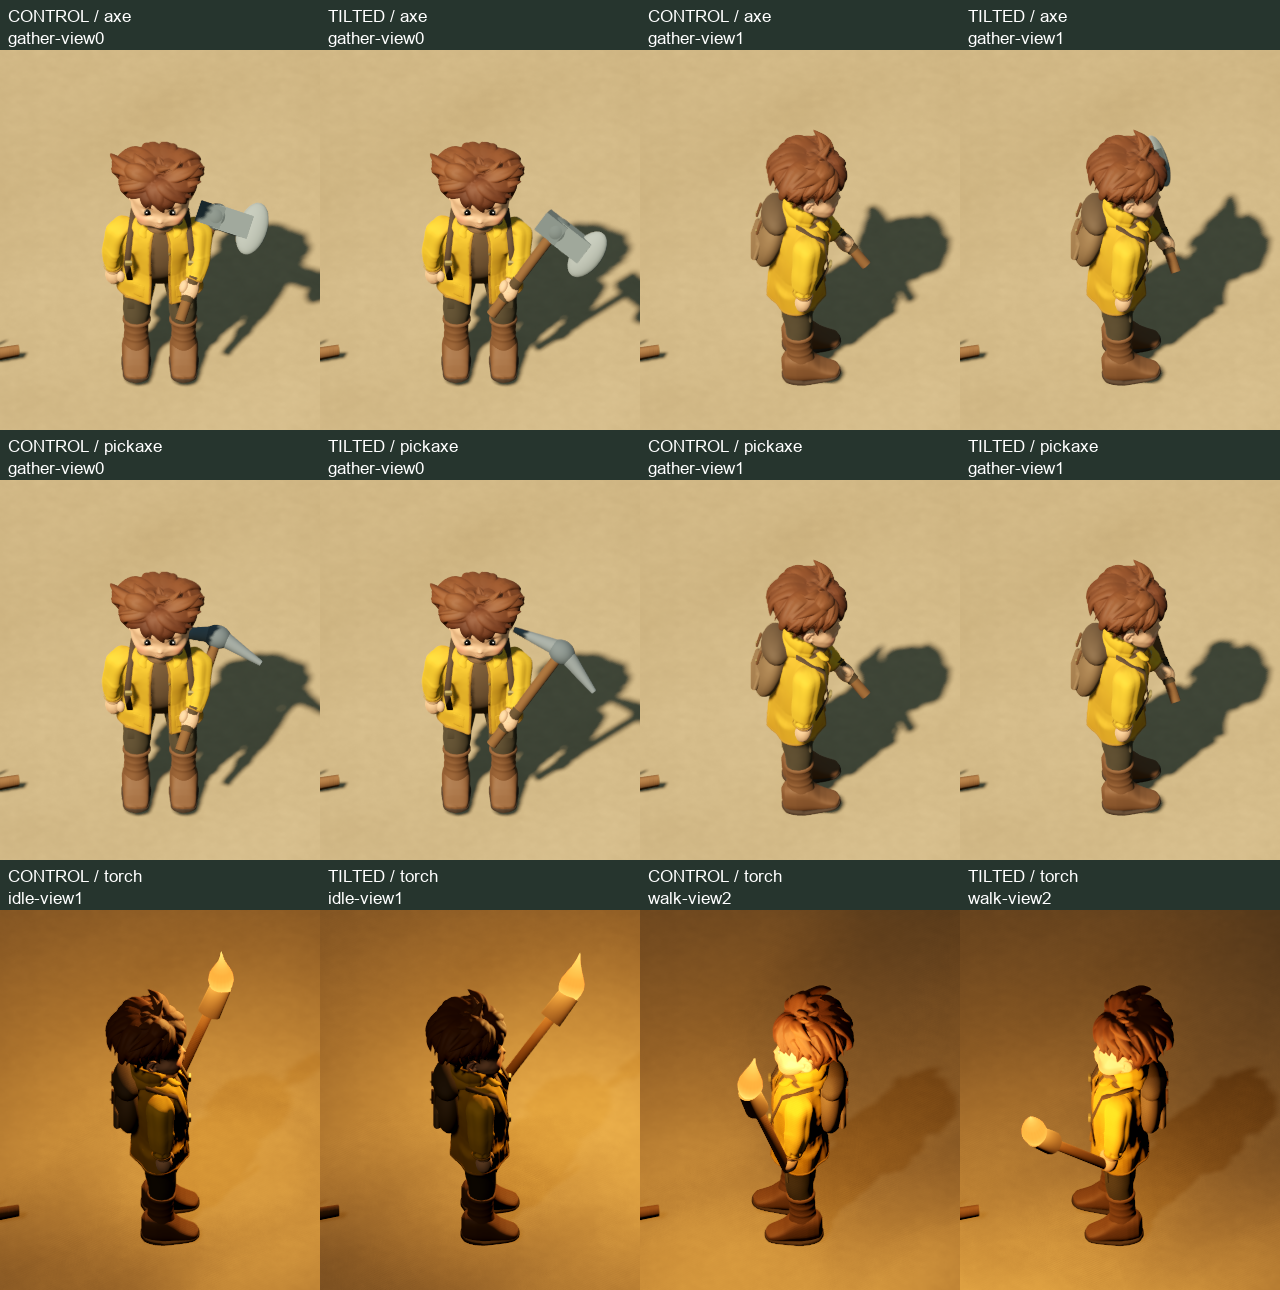 CONTROL / axe
gather-view0
TILTED / axe
gather-view0
CONTROL / axe
gather-view1
TILTED / axe
gather-view1
CONTROL / pickaxe
gather-view0
TILTED / pickaxe
gather-view0
CONTROL / pickaxe
gather-view1
TILTED / pickaxe
gather-view1
CONTROL / torch
idle-view1
TILTED / torch
idle-view1
CONTROL / torch
walk-view2
TILTED / torch
walk-view2